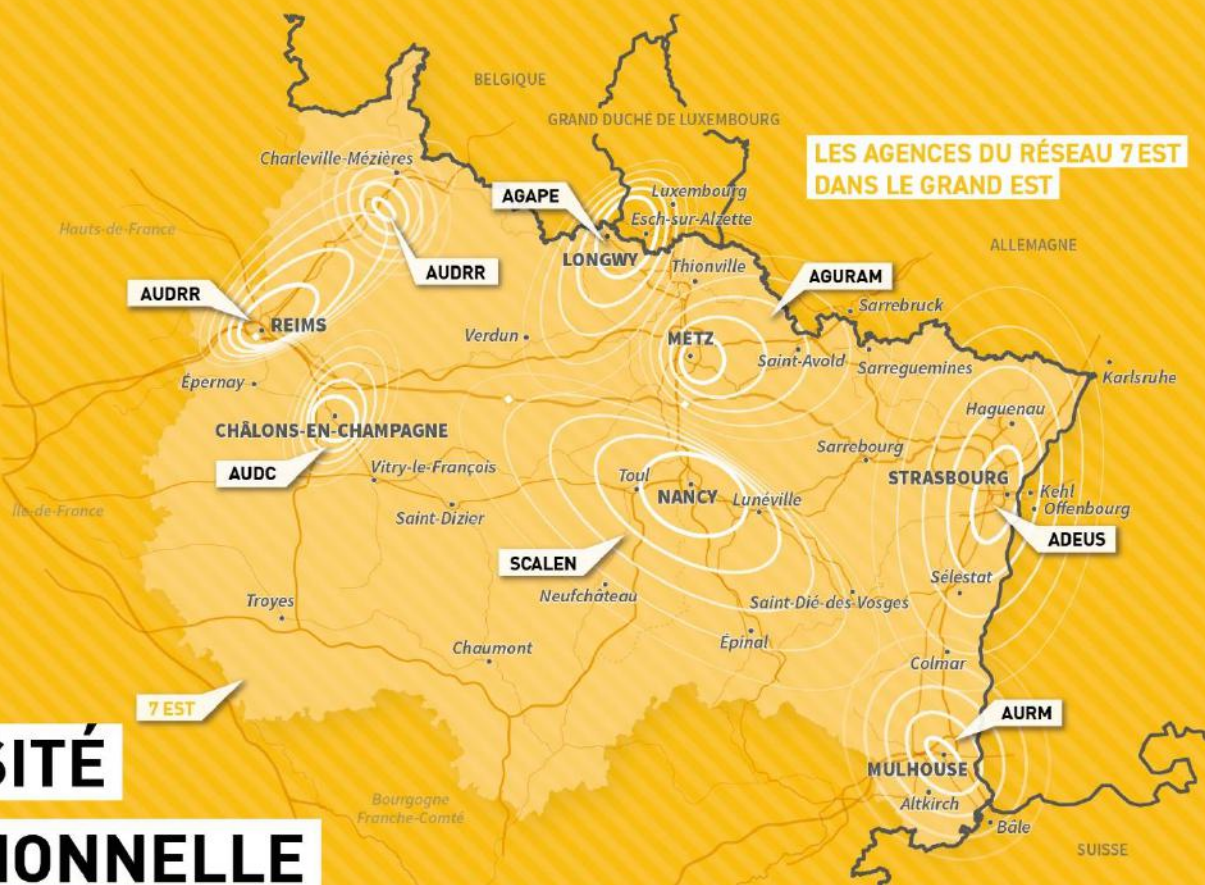 BELGIQUE
GRAND DUCHÉ DE LUXEMBOURG
LES AGENCES DU RÉSEAU 7 EST
DANS LE GRAND EST
Charleville-Mézières
AGAPE
Luxembourg
Esch-sur-Alzette
Hauts-de-France
ALLEMAGNE
LONGWY
AUDRR
Thionville
AGURAM
AUDRR
Sarrebruck
REIMS
Verdun
METZ
Saint-Avold
Sarreguemines
Épernay
Karlsruhe
Haguenau
CHÂLONS-EN-CHAMPAGNE
Sarrebourg
AUDC
Vitry-le-François
Toul
NANCY
Lunéville
STRASBOURG
Kehl
Offenbourg
Île-de-France
Saint-Dizier
ADEUS
SCALEN
Sélestat
Neufchâteau
Saint-Dié-des-Vosges
Troyes
Épinal
Chaumont
Colmar
7 EST
AURM
SITÉ
MULHOUSE
Altkirch
Bourgogne
Franche-Comté
Bâle
IONNELLE
SUISSE